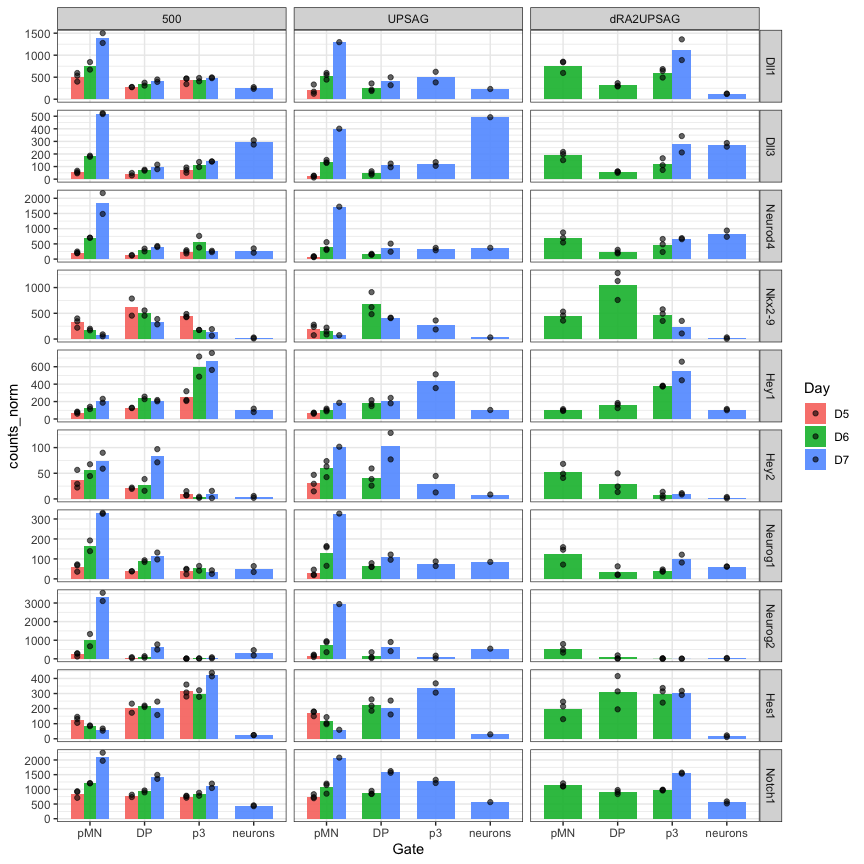 500 UPSAG dRA2UPSAG
1500
1000
500
0
Dll1
500
400
300
200
100
0
Dll3
2000
1500
1000
500
0
Neurod4
1000
500
0
Nkx2-9
600
400
200
0
Hey1
100
50
0
Hey2
300
200
100
0
Neurog1
3000
2000
1000
0
Neurog2
400
300
200
100
0
Hes1
2000
1500
1000
500
0
Notch1
counts_norm
pMN DP p3 neurons pMN DP p3 neurons pMN DP p3 neurons
Gate
Day
D5
D6
D7